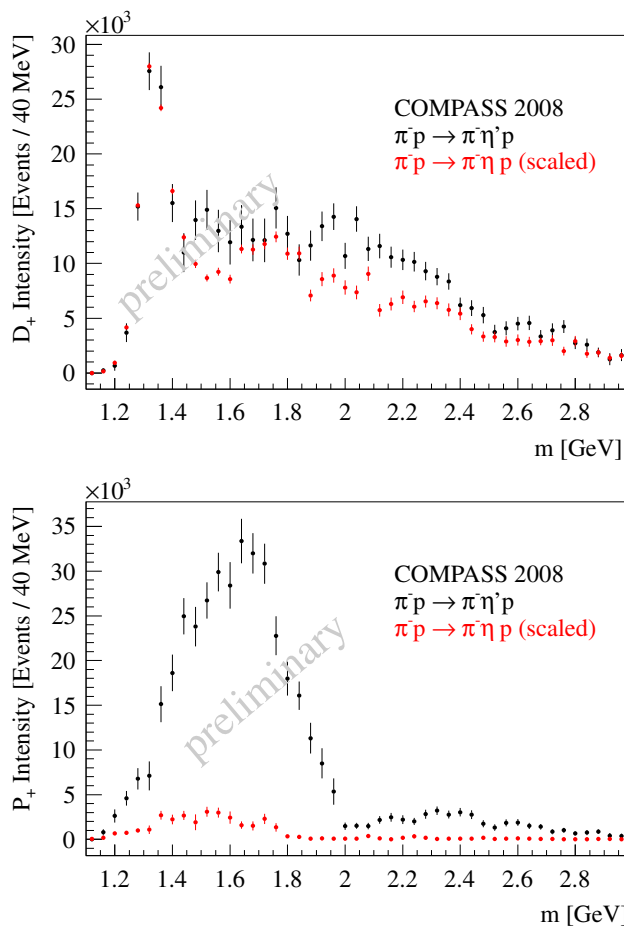 ×10³
30
25
20
15
10
5
0
D₊ Intensity [Events / 40 MeV]
COMPASS 2008
π⁻p → π⁻η’p
π⁻p → π⁻η p (scaled)
preliminary
1.2 1.4 1.6 1.8 2 2.2 2.4 2.6 2.8
m [GeV]
×10³
35
30
25
20
15
10
5
0
P₊ Intensity [Events / 40 MeV]
COMPASS 2008
π⁻p → π⁻η’p
π⁻p → π⁻η p (scaled)
preliminary
1.2 1.4 1.6 1.8 2 2.2 2.4 2.6 2.8
m [GeV]